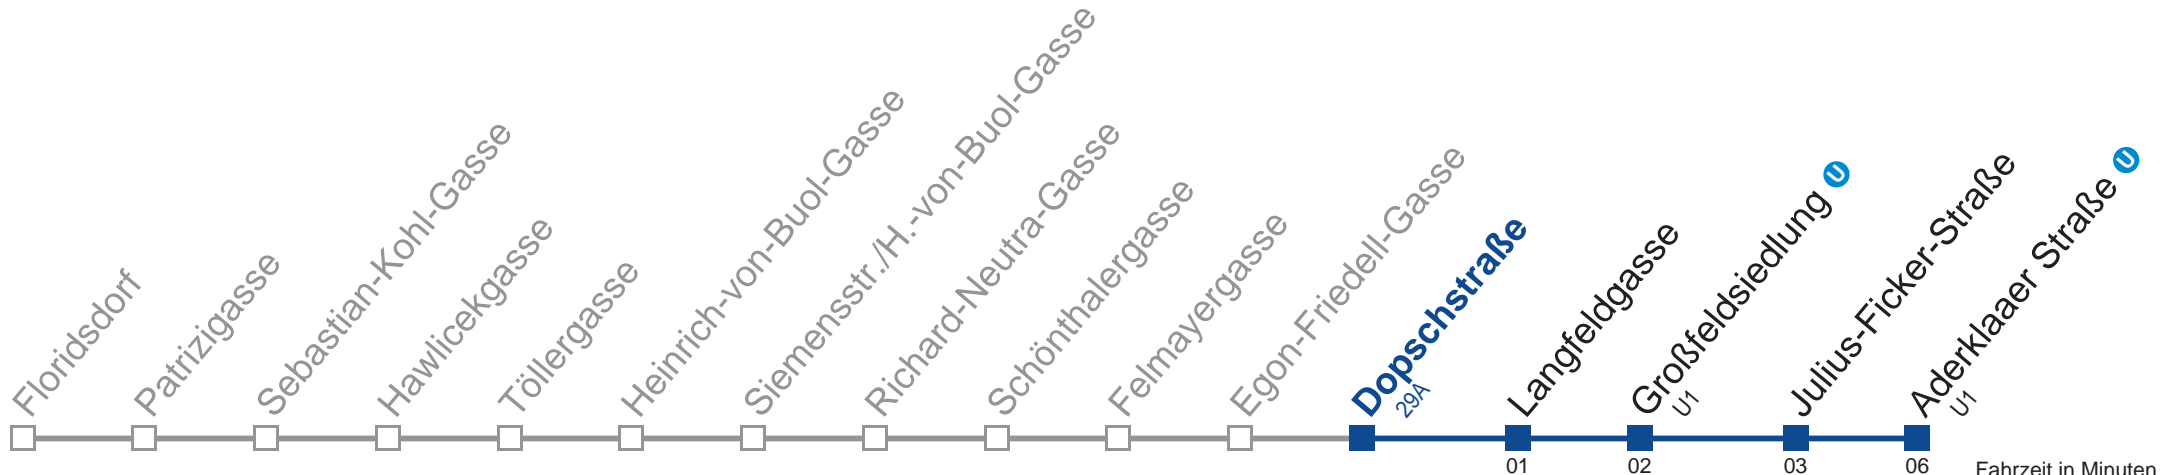 Floridsdorf
Patrizigasse
Sebastian-Kohl-Gasse
Hawlicekgasse
Töllergasse
Heinrich-von-Buol-Gasse
Siemensstr./H.-von-Buol-Gasse
Richard-Neutra-Gasse
Schönthalergasse
Felmayergasse
Egon-Friedell-Gasse
Dopschstraße
29A
Langfeldgasse
Großfeldsiedlung U
U1
Julius-Ficker-Straße
Aderklaaer Straße U
U1
01 02 03 06 Fahrzeit in Minuten